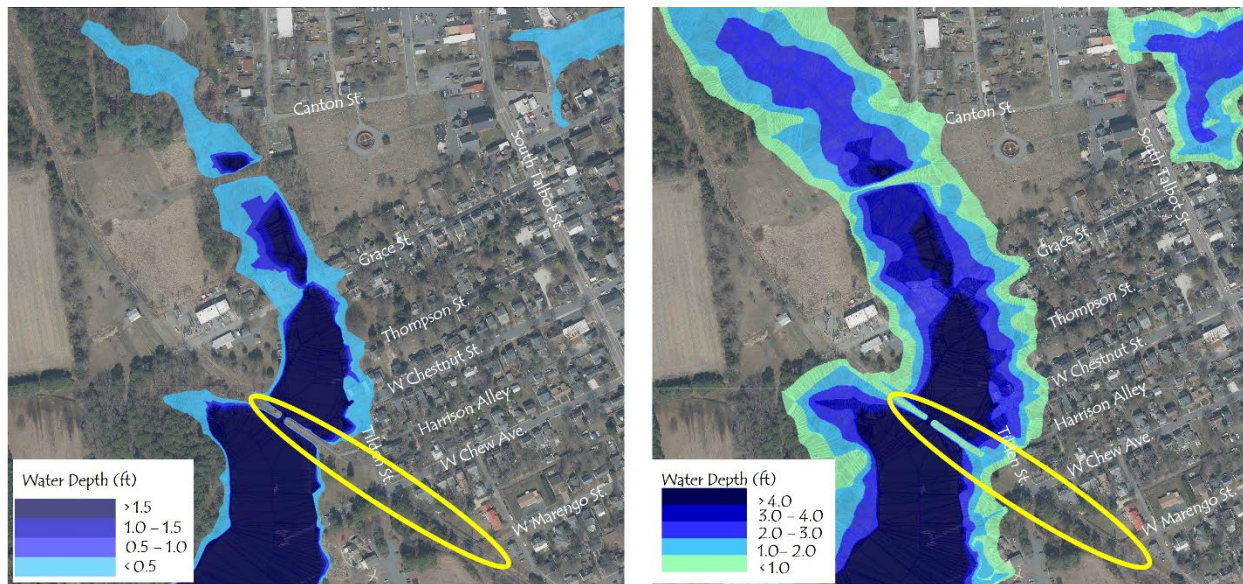 Canton St.
South Talbot St.
Grace St.
Thompson St.
W Chestnut St.
Harrison Alley
Tilden St.
W Chew Ave.
W Marengo St.
Water Depth (ft)
> 1.5
1.0 – 1.5
0.5 – 1.0
< 0.5
Canton St.
South Talbot St.
Grace St.
Thompson St.
W Chestnut St.
Harrison Alley
Tilden St.
W Chew Ave.
W Marengo St.
Water Depth (ft)
> 4.0
3.0 – 4.0
2.0 – 3.0
1.0 – 2.0
< 1.0